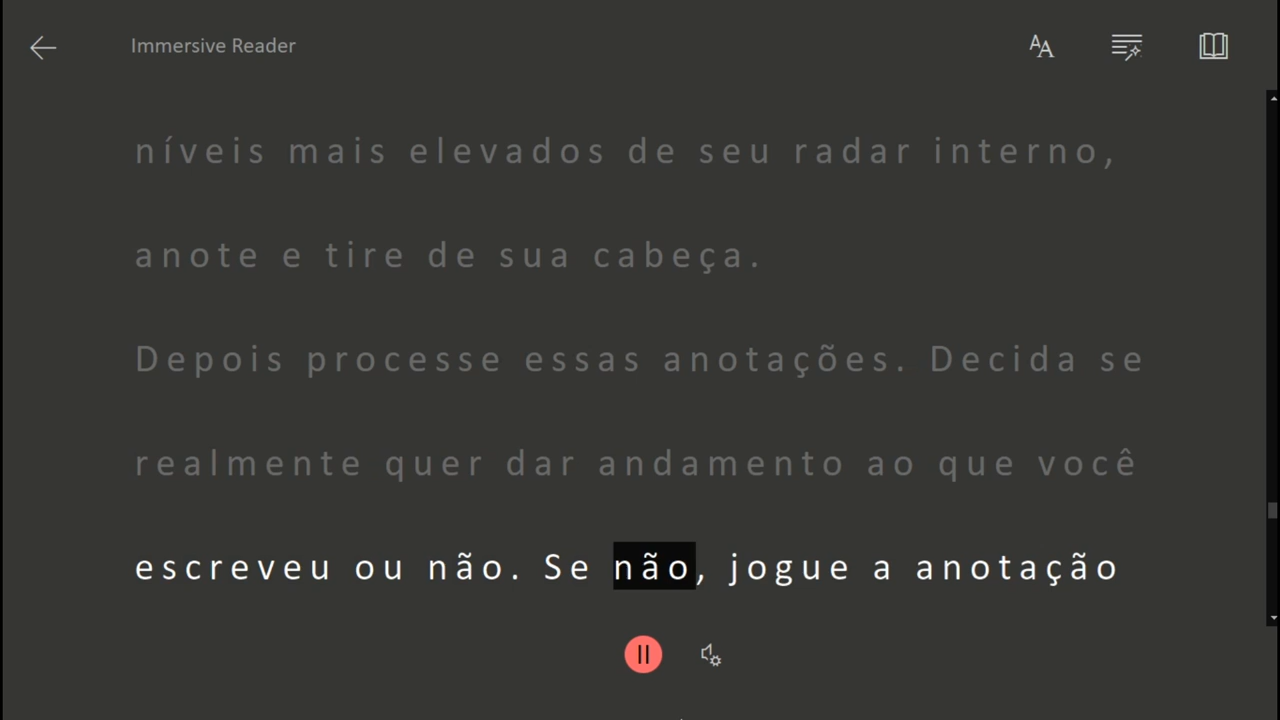 Immersive Reader
níveis mais elevados de seu radar interno,
anote e tire de sua cabeça.
Depois processe essas anotações. Decida se
realmente quer dar andamento ao que você
escreveu ou não. Se não, jogue a anotação